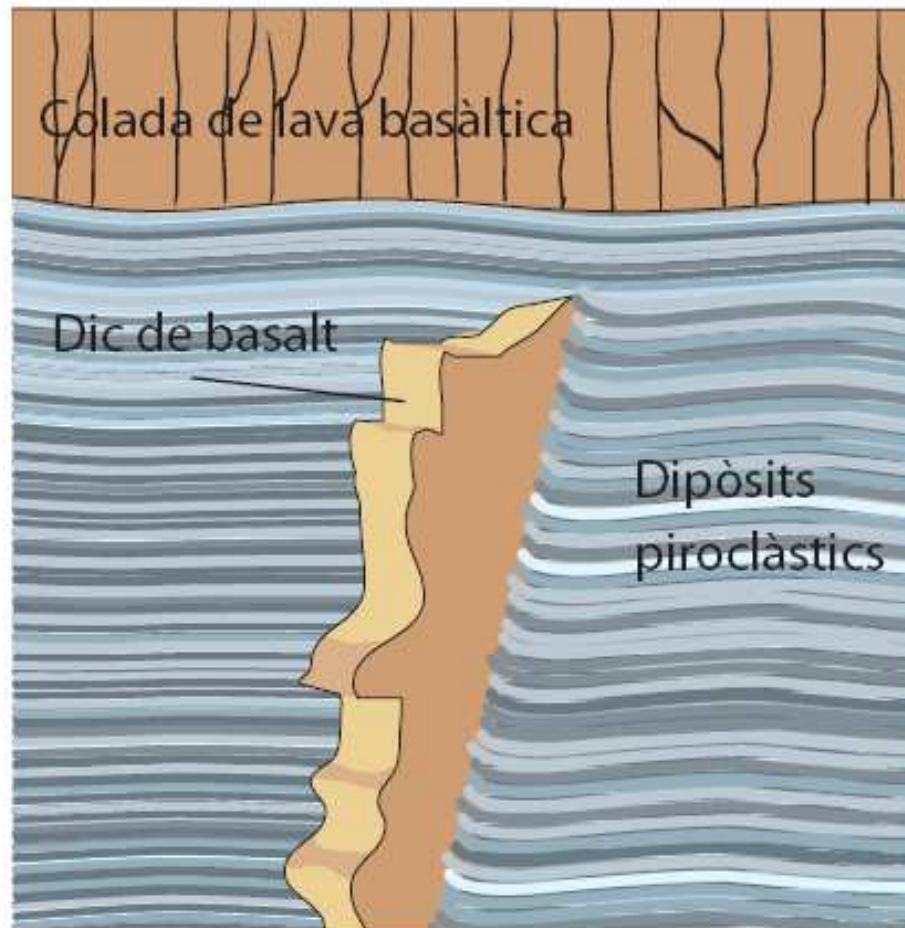 Colada de lava basàltica
Dic de basalt
Dipòsits
piroclàstics